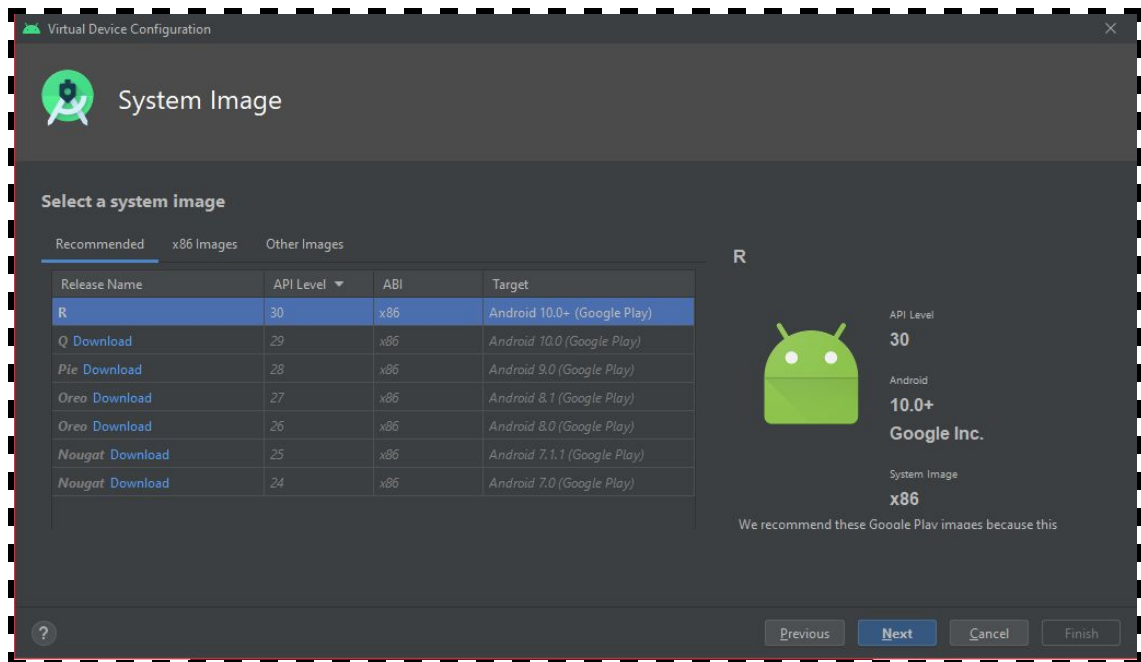 Virtual Device Configuration
System Image
Select a system image
Recommended x86 Images Other Images
Release Name API Level ABI Target
R 30 x86 Android 10.0+ (Google Play)
Q Download 29 x86 Android 10.0 (Google Play)
Pie Download 28 x86 Android 9.0 (Google Play)
Oreo Download 27 x86 Android 8.1 (Google Play)
Oreo Download 26 x86 Android 8.0 (Google Play)
Nougat Download 25 x86 Android 7.1.1 (Google Play)
Nougat Download 24 x86 Android 7.0 (Google Play)
R
API Level
30
Android
10.0+
Google Inc.
System Image
x86
We recommend these Google Play images because this
? Previous Next Cancel Finish